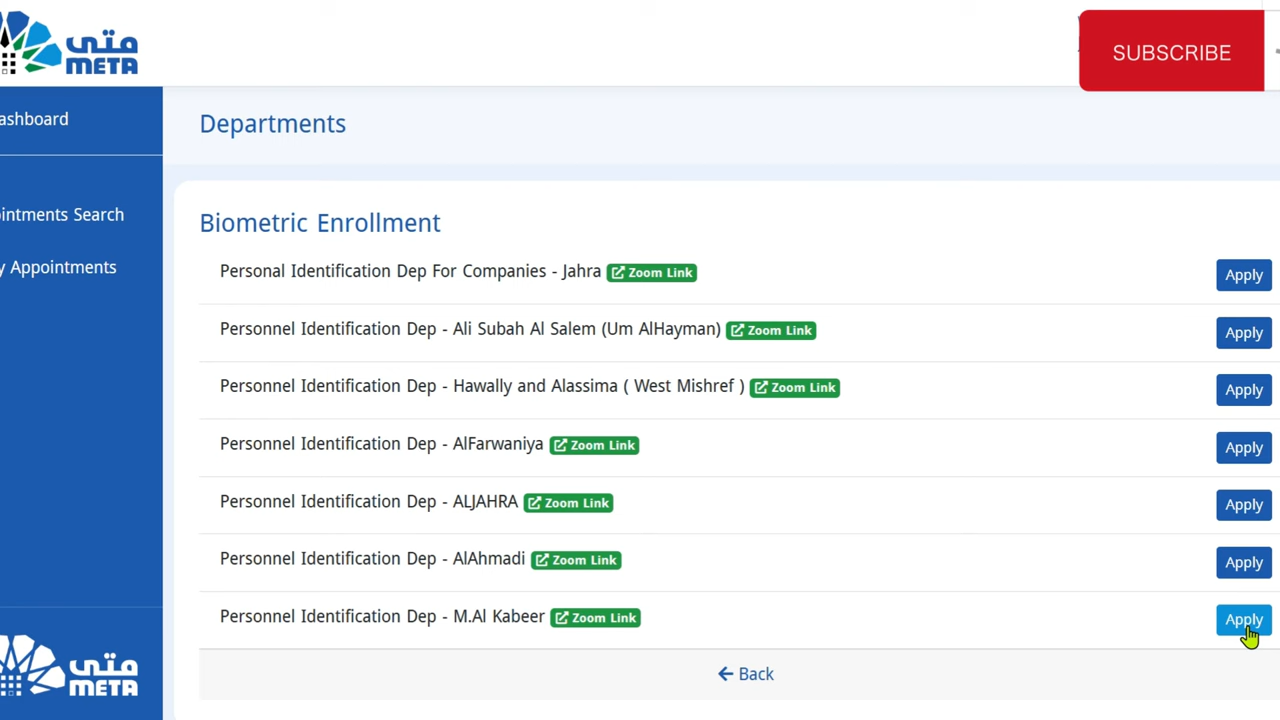 متى
META
SUBSCRIBE
ashboard
Departments
intments Search
y Appointments
Biometric Enrollment
Personal Identification Dep For Companies - Jahra Zoom Link Apply
Personnel Identification Dep - Ali Subah Al Salem (Um AlHayman) Zoom Link Apply
Personnel Identification Dep - Hawally and Alassima ( West Mishref ) Zoom Link Apply
Personnel Identification Dep - AlFarwaniya Zoom Link Apply
Personnel Identification Dep - ALJAHRA Zoom Link Apply
Personnel Identification Dep - AlAhmadi Zoom Link Apply
Personnel Identification Dep - M.Al Kabeer Zoom Link Apply
Back
متى
META